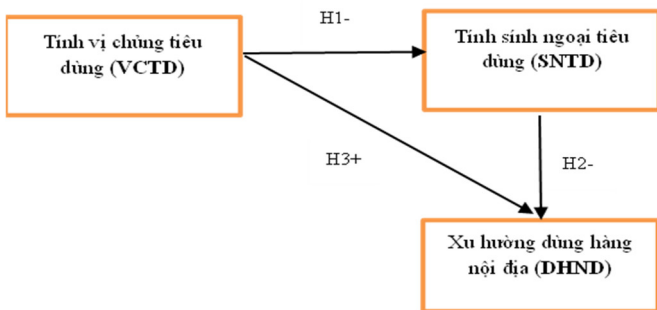 H1-
Tính vị chủng tiêu
dùng (VCTD)
Tính sính ngoại tiêu
dùng (SNTD)
H3+
H2-
Xu hường dùng hàng
nội địa (DHND)